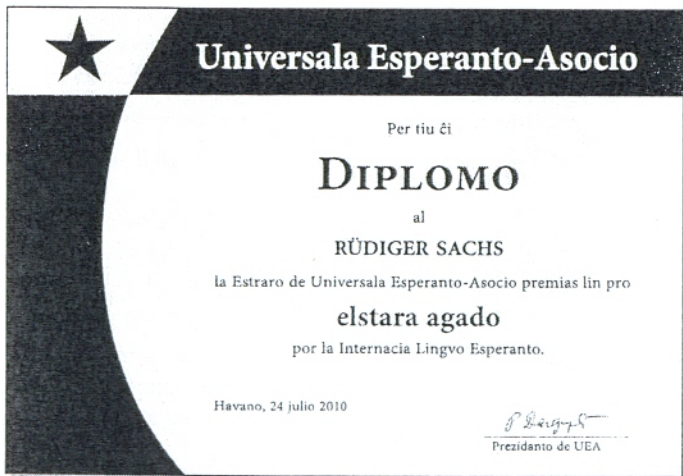 Universala Esperanto-Asocio
Per tiu ĉi
DIPLOMO
al
RÜDIGER SACHS
la Estraro de Universala Esperanto-Asocio premias lin pro
elstara agado
por la Internacia Lingvo Esperanto.
Havano, 24 julio 2010
Prezidanto de UEA